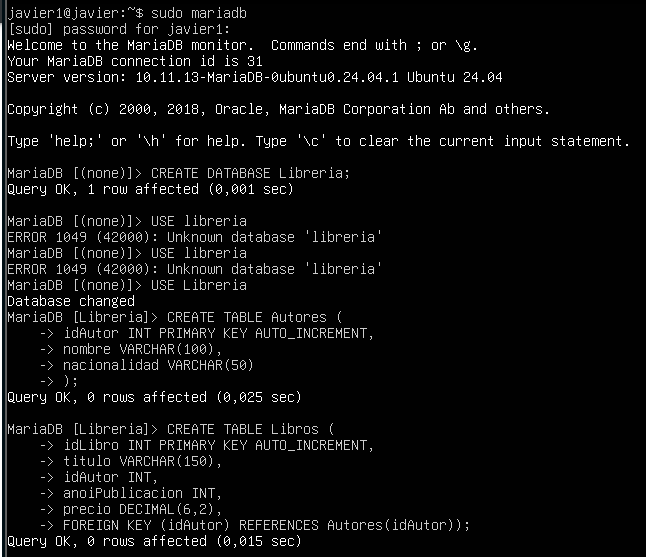 javier1@javier:~$ sudo mariadb
[sudo] password for javier1:
Welcome to the MariaDB monitor.  Commands end with ; or \g.
Your MariaDB connection id is 31
Server version: 10.11.13-MariaDB-0ubuntu0.24.04.1 Ubuntu 24.04
Copyright (c) 2000, 2018, Oracle, MariaDB Corporation Ab and others.
Type 'help;' or '\h' for help. Type '\c' to clear the current input statement.
MariaDB [(none)]> CREATE DATABASE Libreria;
Query OK, 1 row affected (0,001 sec)
MariaDB [(none)]> USE libreria
ERROR 1049 (42000): Unknown database 'libreria'
MariaDB [(none)]> USE libreria
ERROR 1049 (42000): Unknown database 'libreria'
MariaDB [(none)]> USE Libreria
Database changed
MariaDB [Libreria]> CREATE TABLE Autores (
    -> idAutor INT PRIMARY KEY AUTO_INCREMENT,
    -> nombre VARCHAR(100),
    -> nacionalidad VARCHAR(50)
    -> );
Query OK, 0 rows affected (0,025 sec)
MariaDB [Libreria]> CREATE TABLE Libros (
    -> idLibro INT PRIMARY KEY AUTO_INCREMENT,
    -> titulo VARCHAR(150),
    -> idAutor INT,
    -> anoiPublicacion INT,
    -> precio DECIMAL(6,2),
    -> FOREIGN KEY (idAutor) REFERENCES Autores(idAutor));
Query OK, 0 rows affected (0,015 sec)